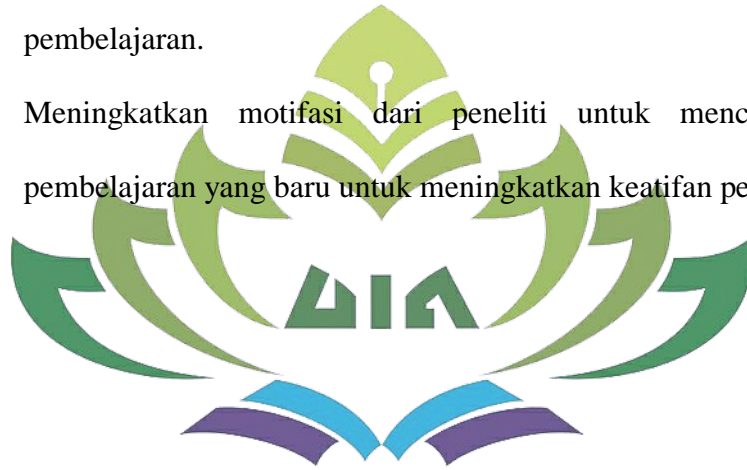 pembelajaran.
Meningkatkan motifasi dari peneliti untuk menc
pembelajaran yang baru untuk meningkatkan keatifan pe
UIN